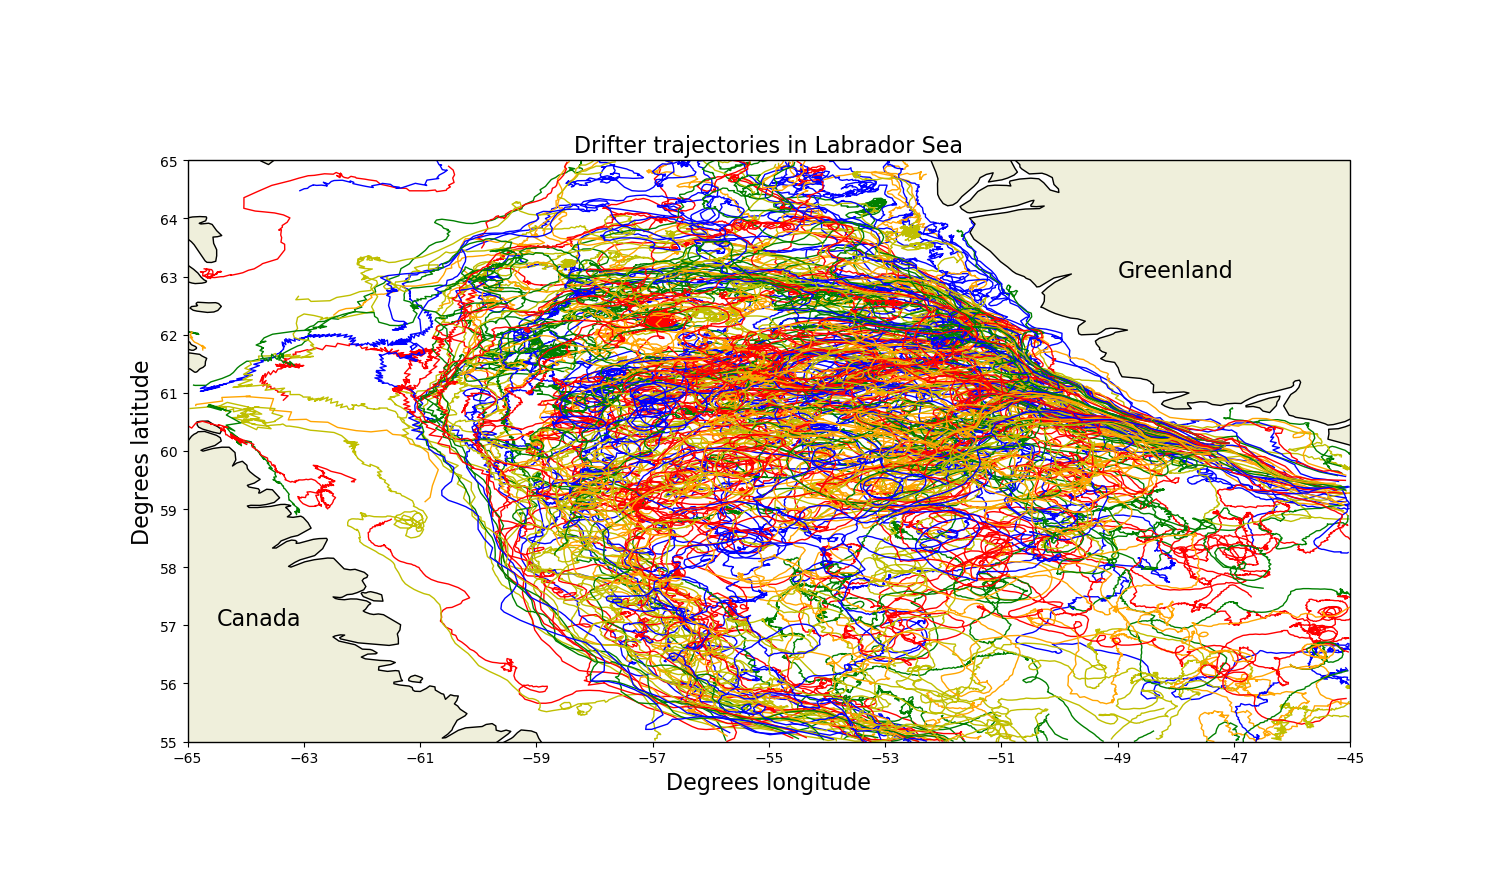 Drifter trajectories in Labrador Sea
65
64
63
62
61
60
59
58
57
56
55
Degrees latitude
Greenland
Canada
−65 −63 −61 −59 −57 −55 −53 −51 −49 −47 −45
Degrees longitude